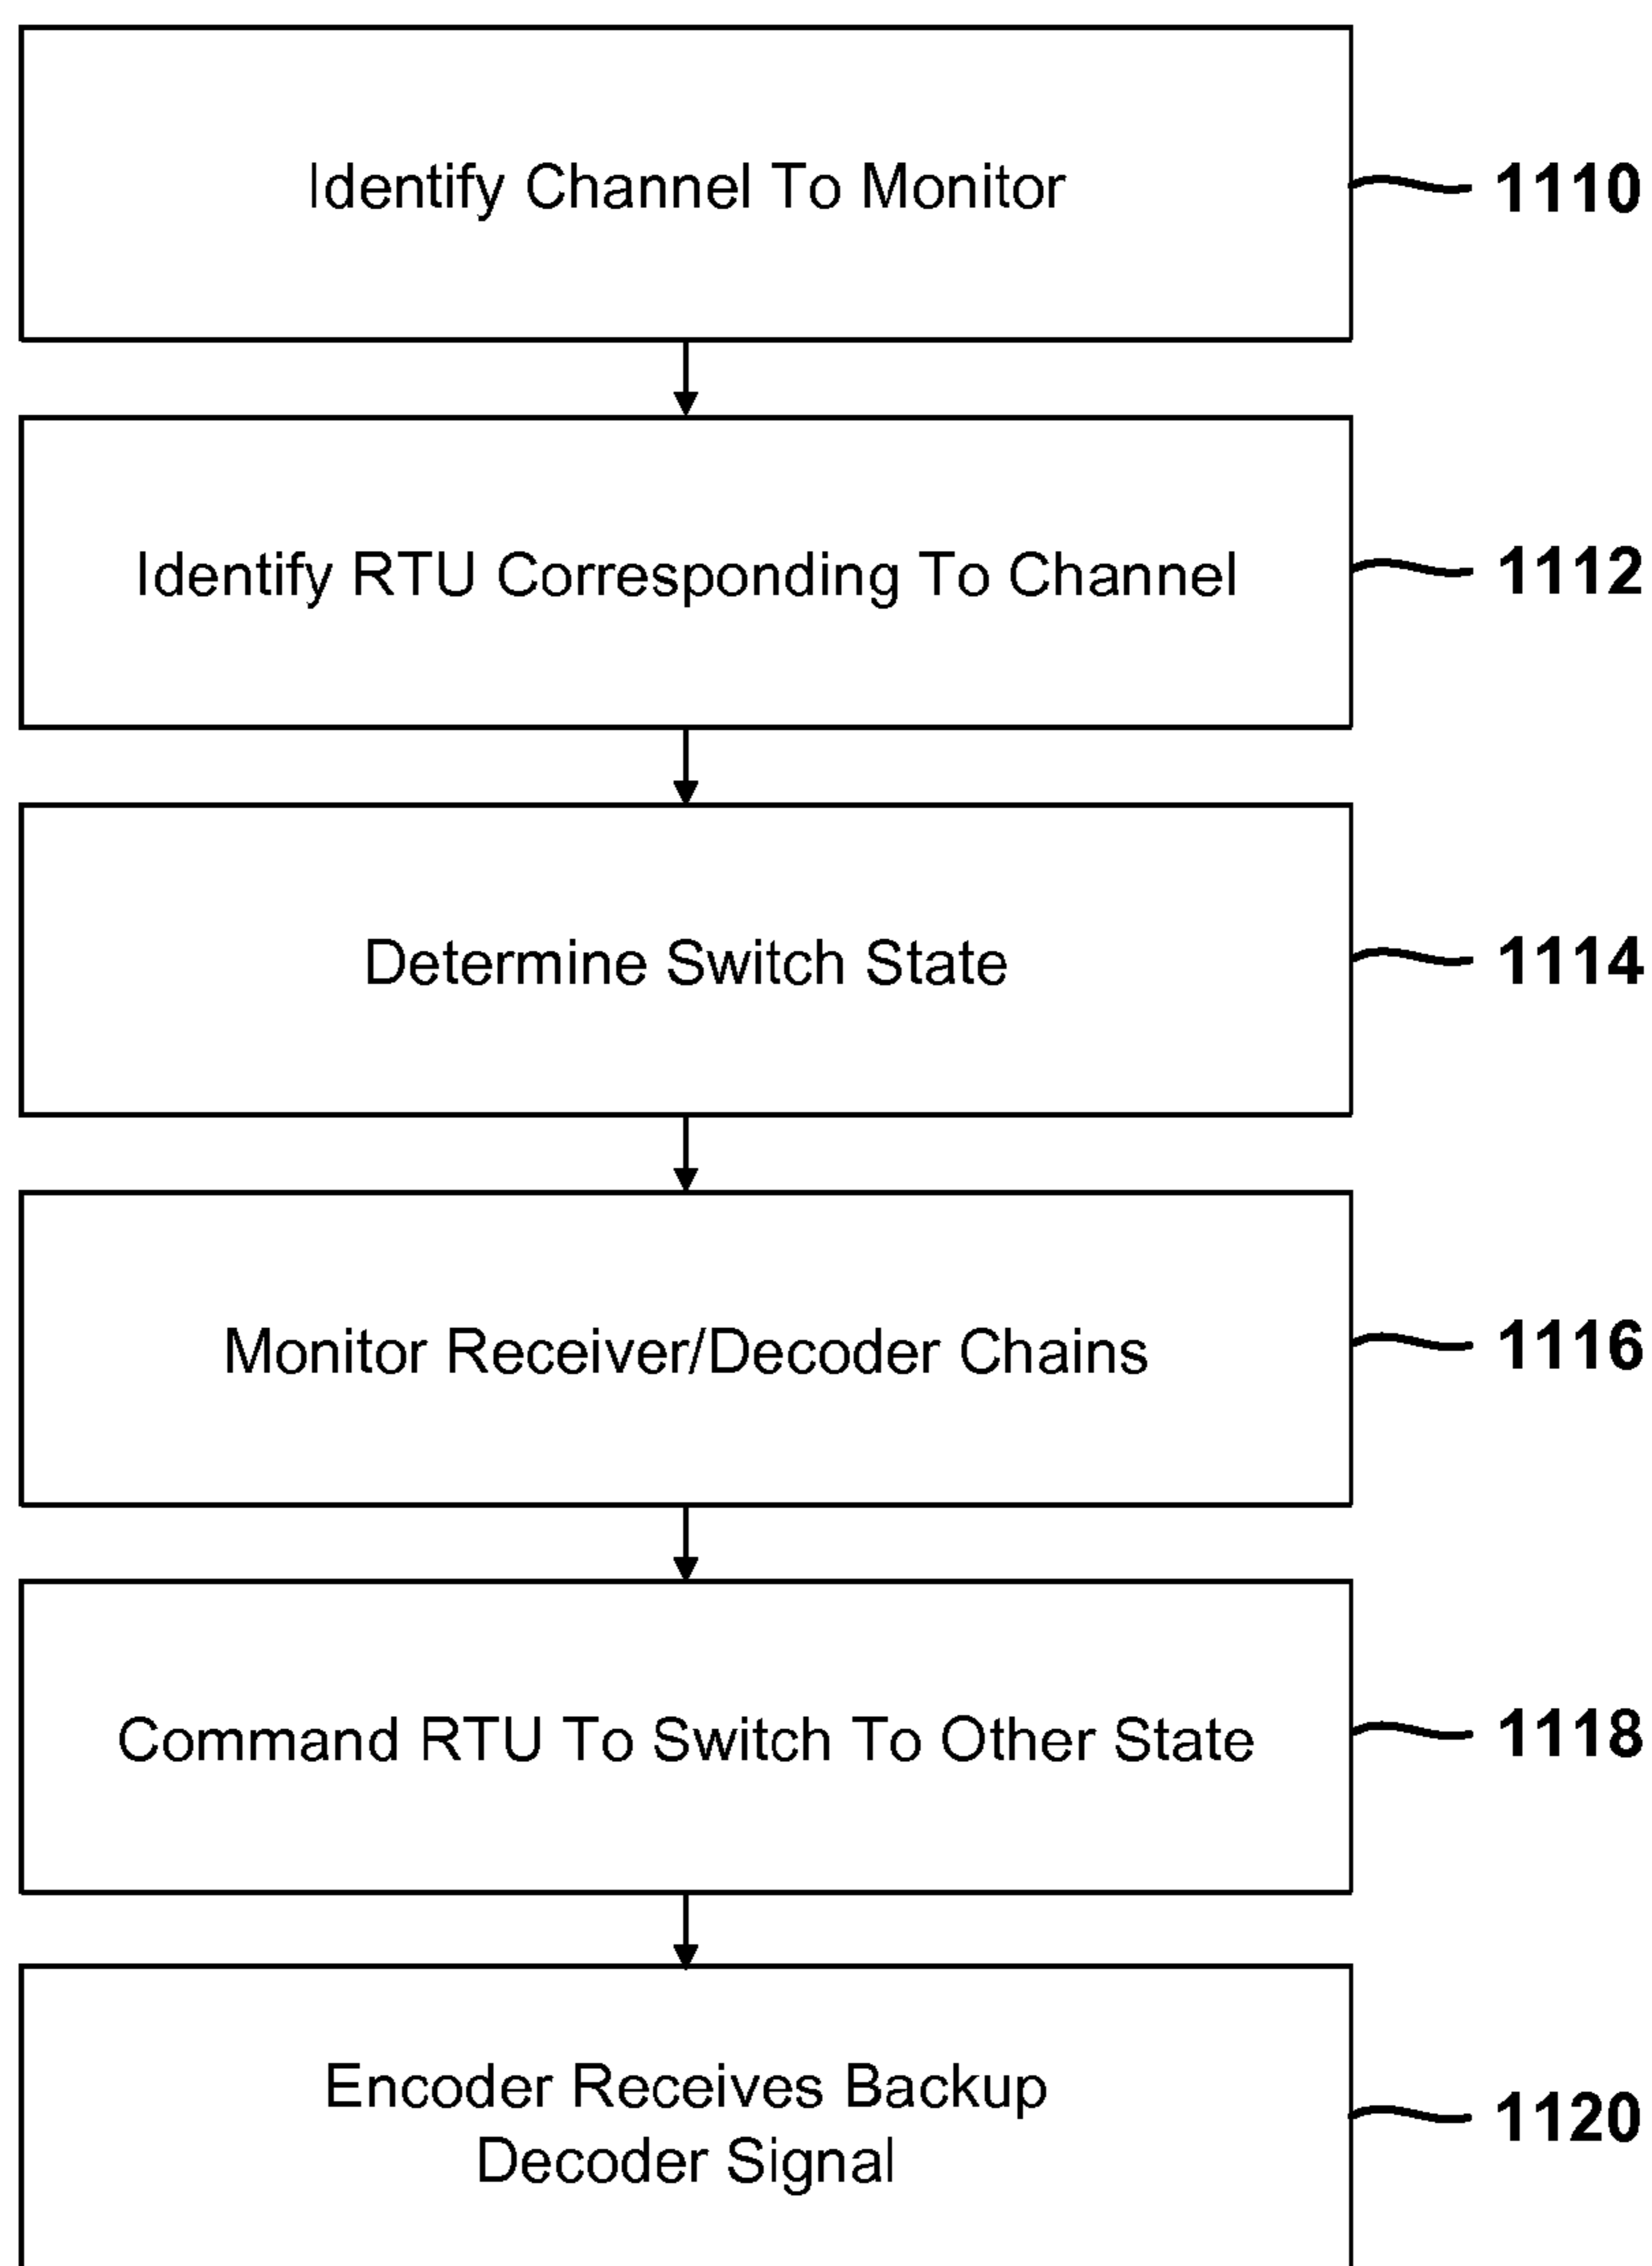 Identify Channel To Monitor
1110
Identify RTU Corresponding To Channel
1112
Determine Switch State
1114
Monitor Receiver/Decoder Chains
1116
Command RTU To Switch To Other State
1118
Encoder Receives Backup
Decoder Signal
1120